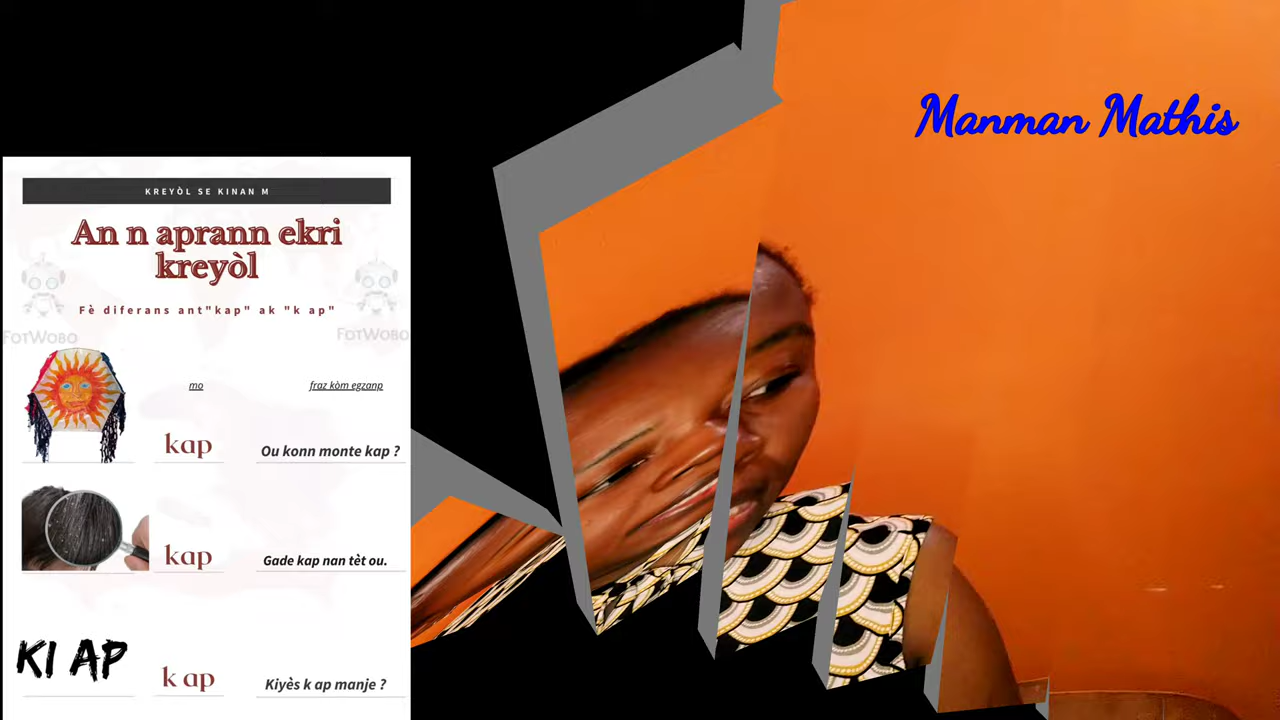 Manman Mathis
KREYÒL SE KINAN M
An n aprann ekri
kreyòl
Fè diferans ant"kap" ak "k ap"
FOTWOBO FOTWOBO
mo fraz kòm egzanp
kap Ou konn monte kap ?
kap Gade kap nan tèt ou.
KI AP k ap Kiyès k ap manje ?